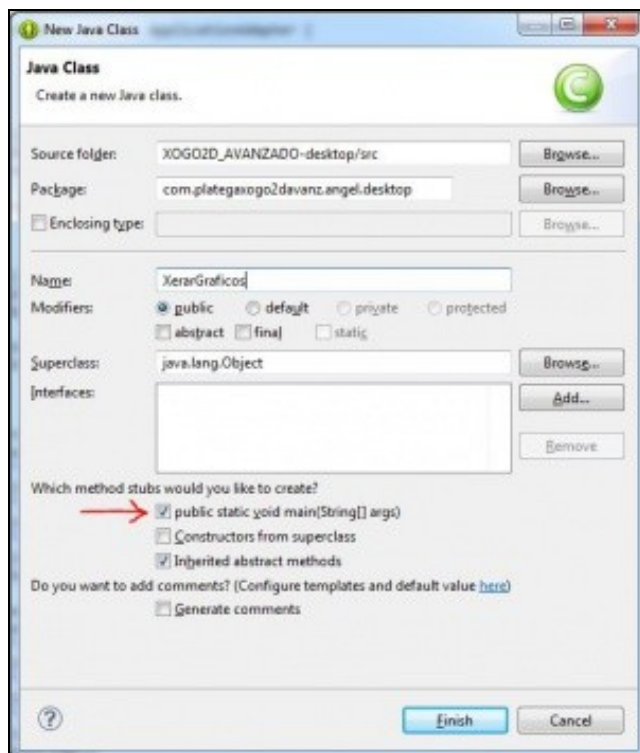 New Java Class
Java Class
Create a new Java class.
Source folder: XOGO2D_AVANZADO-desktop/src Browse...
Package: com.plategaxogo2davanz.angel.desktop Browse...
Enclosing type: Browse...
Name: XerarGraficos
Modifiers: public default private protected
abstract final static
Superclass: java.lang.Object Browse...
Interfaces: Add...
Remove
Which method stubs would you like to create?
public static void main(String[] args)
Constructors from superclass
Inherited abstract methods
Do you want to add comments? (Configure templates and default value here)
Generate comments
? Finish Cancel